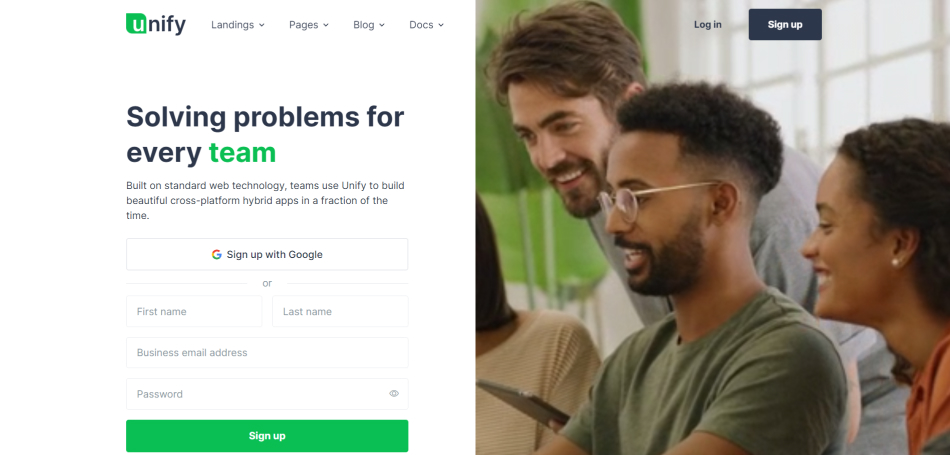 unify
Landings
Pages
Blog
Docs
Log in
Sign up
Solving problems for
every team
Built on standard web technology, teams use Unify to build
beautiful cross-platform hybrid apps in a fraction of the
time.
Sign up with Google
or
First name
Last name
Business email address
Password
Sign up